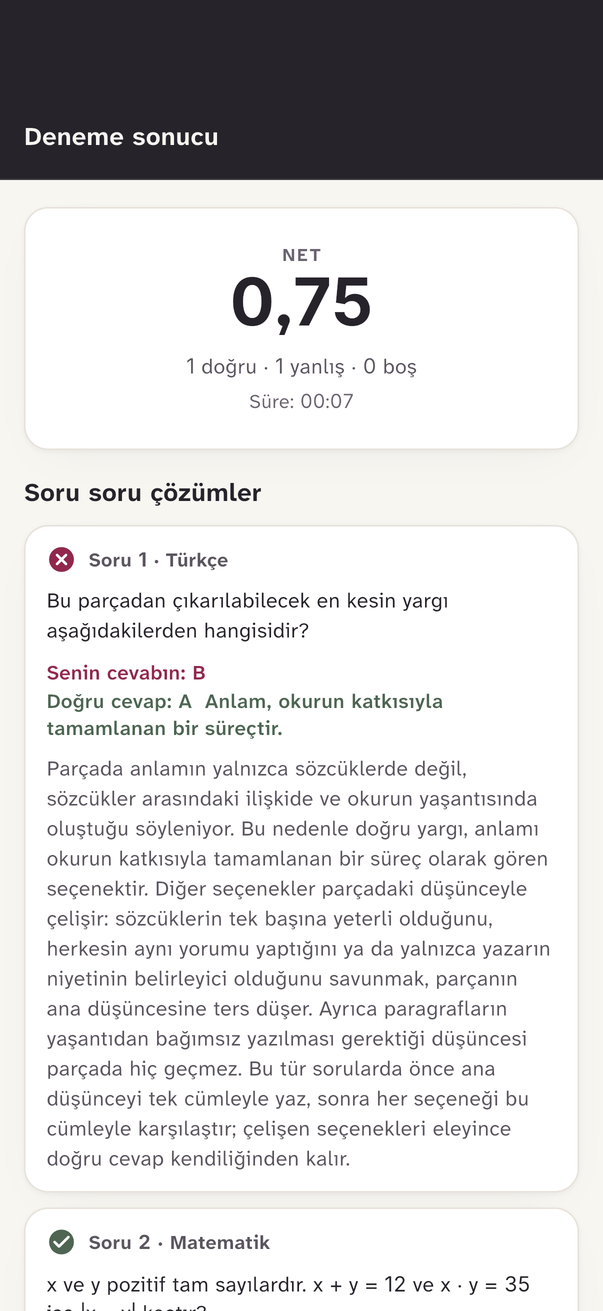 Deneme sonucu
NET
0,75
1 doğru · 1 yanlış · 0 boş
Süre: 00:07
Soru soru çözümler
Soru 1 · Türkçe
Bu parçadan çıkarılabilecek en kesin yargı
aşağıdakilerden hangisidir?
Senin cevabın: B
Doğru cevap: A  Anlam, okurun katkısıyla
tamamlanan bir süreçtir.
Parçada anlamın yalnızca sözcüklerde değil,
sözcükler arasındaki ilişkide ve okurun yaşantısında
oluştuğu söyleniyor. Bu nedenle doğru yargı, anlamı
okurun katkısıyla tamamlanan bir süreç olarak gören
seçenektir. Diğer seçenekler parçadaki düşünceyle
çelişir: sözcüklerin tek başına yeterli olduğunu,
herkesin aynı yorumu yaptığını ya da yalnızca yazarın
niyetinin belirleyici olduğunu savunmak, parçanın
ana düşüncesine ters düşer. Ayrıca paragrafların
yaşantıdan bağımsız yazılması gerektiği düşüncesi
parçada hiç geçmez. Bu tür sorularda önce ana
düşünceyi tek cümleyle yaz, sonra her seçeneği bu
cümleyle karşılaştır; çelişen seçenekleri eleyince
doğru cevap kendiliğinden kalır.
Soru 2 · Matematik
x ve y pozitif tam sayılardır. x + y = 12 ve x · y = 35